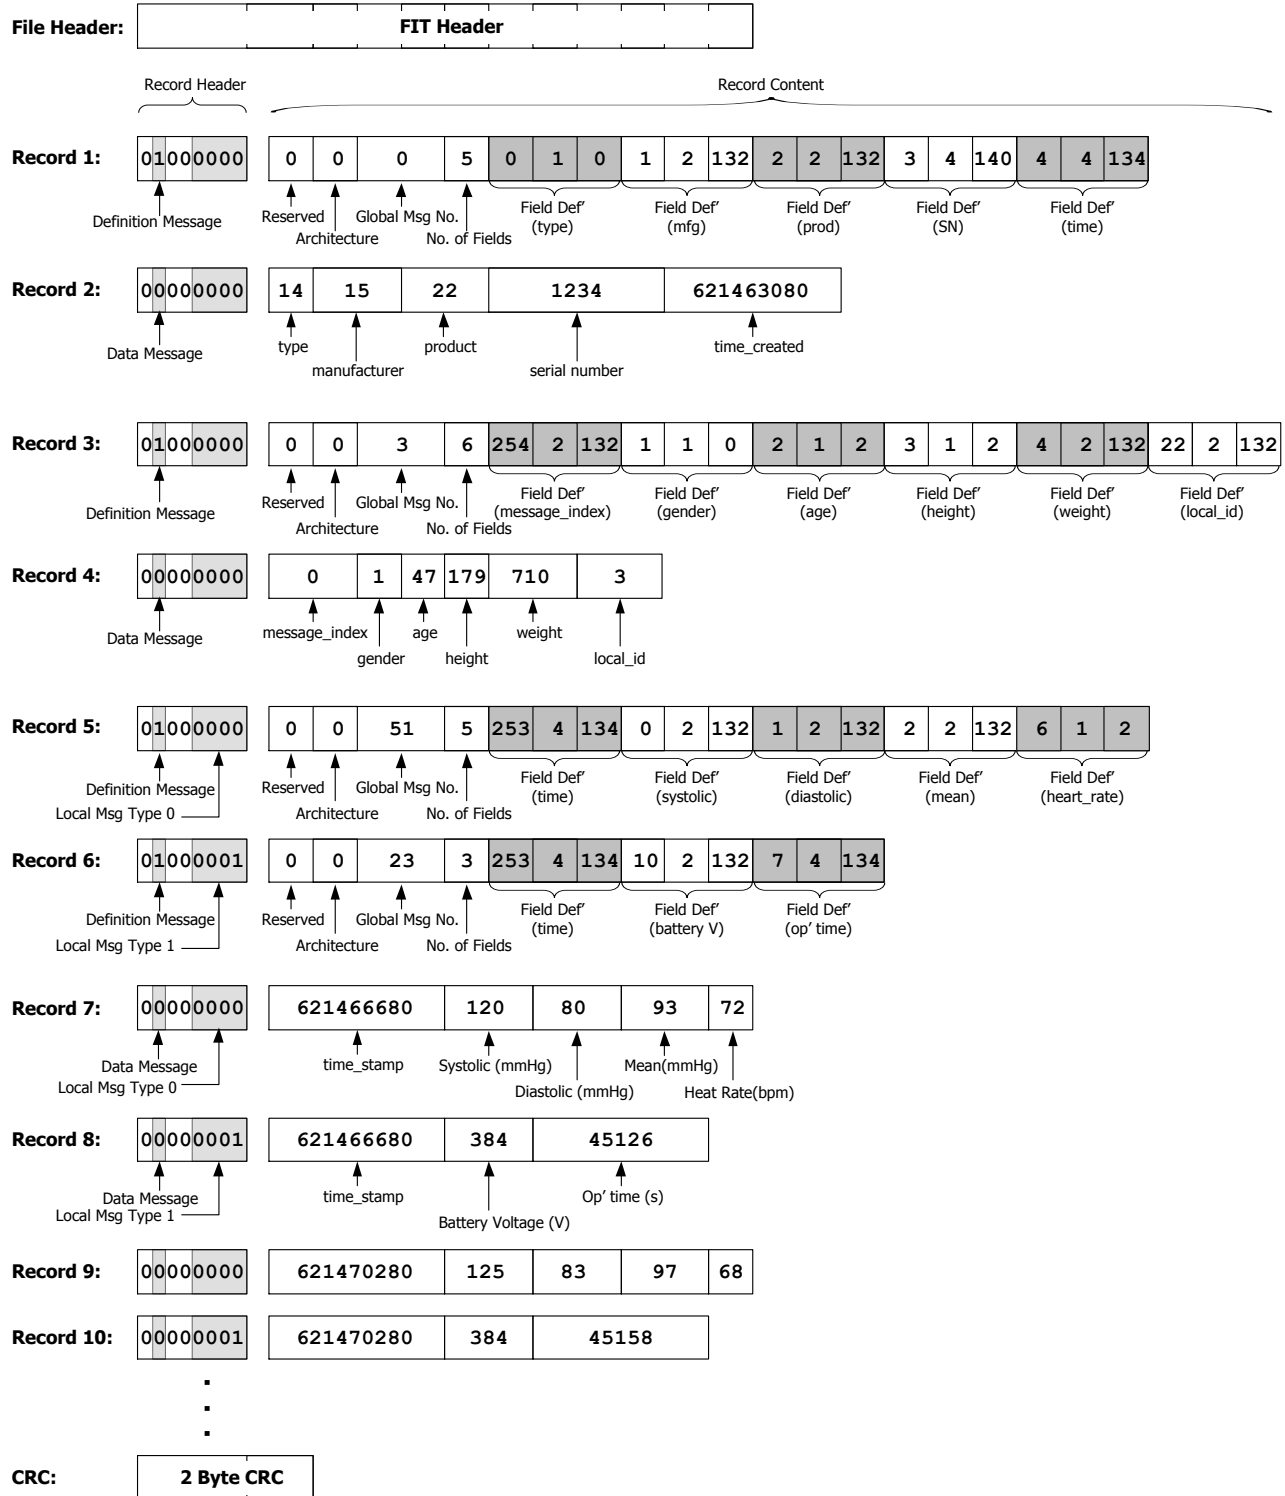 File Header: FIT Header
Record Header Record Content
Record 1: 01000000 0 0 0 5 0 1 0 1 2 132 2 2 132 3 4 140 4 4 134
Definition Message Reserved Architecture Global Msg No. No. of Fields Field Def' (type) Field Def' (mfg) Field Def' (prod) Field Def' (SN) Field Def' (time)
Record 2: 00000000 14 15 22 1234 621463080
Data Message type manufacturer product serial number time_created
Record 3: 01000000 0 0 3 6 254 2 132 1 1 0 2 1 2 3 1 2 4 2 132 22 2 132
Definition Message Reserved Architecture Global Msg No. No. of Fields Field Def' (message_index) Field Def' (gender) Field Def' (age) Field Def' (height) Field Def' (weight) Field Def' (local_id)
Record 4: 00000000 0 1 47 179 710 3
Data Message message_index gender age height weight local_id
Record 5: 01000000 0 0 51 5 253 4 134 0 2 132 1 2 132 2 2 132 6 1 2
Definition Message Local Msg Type 0 Reserved Architecture Global Msg No. No. of Fields Field Def' (time) Field Def' (systolic) Field Def' (diastolic) Field Def' (mean) Field Def' (heart_rate)
Record 6: 01000001 0 0 23 3 253 4 134 10 2 132 7 4 134
Definition Message Local Msg Type 1 Reserved Architecture Global Msg No. No. of Fields Field Def' (time) Field Def' (battery V) Field Def' (op' time)
Record 7: 00000000 621466680 120 80 93 72
Data Message Local Msg Type 0 time_stamp Systolic (mmHg) Diastolic (mmHg) Mean(mmHg) Heat Rate(bpm)
Record 8: 00000001 621466680 384 45126
Data Message Local Msg Type 1 time_stamp Battery Voltage (V) Op' time (s)
Record 9: 00000000 621470280 125 83 97 68
Record 10: 00000001 621470280 384 45158
CRC: 2 Byte CRC